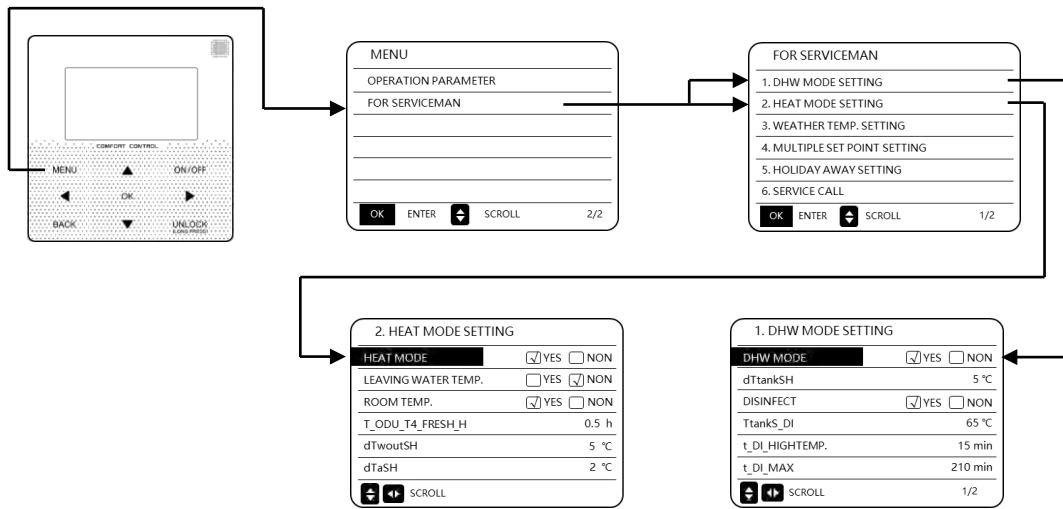 COMFORT CONTROL
MENU ▲ ON/OFF
◀ OK ▶
BACK ▼ UNLOCK
(LONG PRESS)
MENU
OPERATION PARAMETER
FOR SERVICEMAN
OK ENTER SCROLL 2/2
FOR SERVICEMAN
1. DHW MODE SETTING
2. HEAT MODE SETTING
3. WEATHER TEMP. SETTING
4. MULTIPLE SET POINT SETTING
5. HOLIDAY AWAY SETTING
6. SERVICE CALL
OK ENTER SCROLL 1/2
2. HEAT MODE SETTING
HEAT MODE √ YES NON
LEAVING WATER TEMP. YES √ NON
ROOM TEMP. √ YES NON
T_ODU_T4_FRESH_H 0.5 h
dTwoutSH 5 ℃
dTaSH 2 ℃
SCROLL
1. DHW MODE SETTING
DHW MODE √ YES NON
dTtankSH 5 ℃
DISINFECT √ YES NON
TtankS_DI 65 ℃
t_DI_HIGHTEMP. 15 min
t_DI_MAX 210 min
SCROLL 1/2